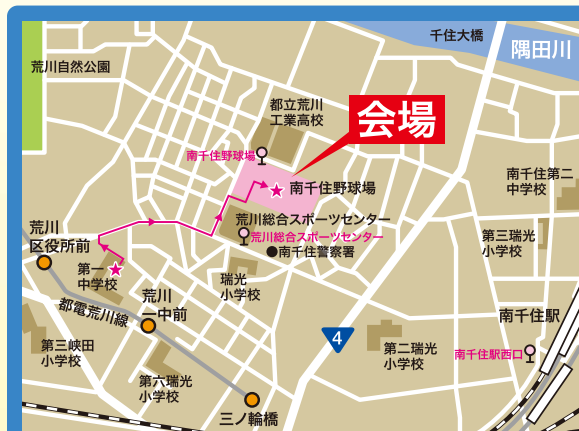 千住大橋
隅田川
荒川自然公園
都立荒川
工業高校
会場
南千住野球場
南千住野球場
南千住第二
中学校
荒川総合スポーツセンター
荒川総合スポーツセンター
南千住警察署
荒川
区役所前
第一
中学校
瑞光
小学校
第三瑞光
小学校
荒川
一中前
都電荒川線
南千住駅
4
第三峡田
小学校
第二瑞光
小学校
南千住駅西口
第六瑞光
小学校
三ノ輪橋